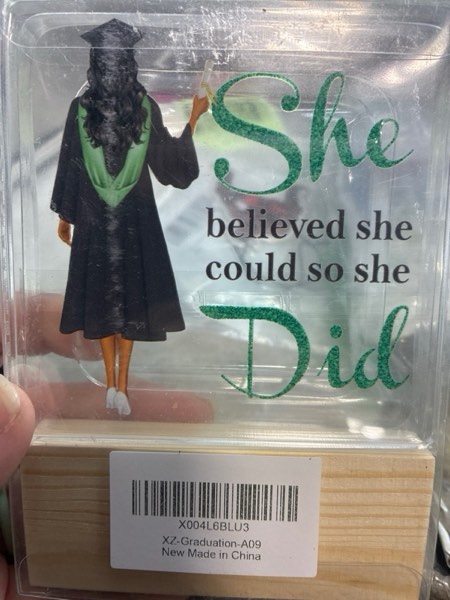 She
believed she
could so she
Did
X004L6BLU3
XZ-Graduation-A09
New Made in China